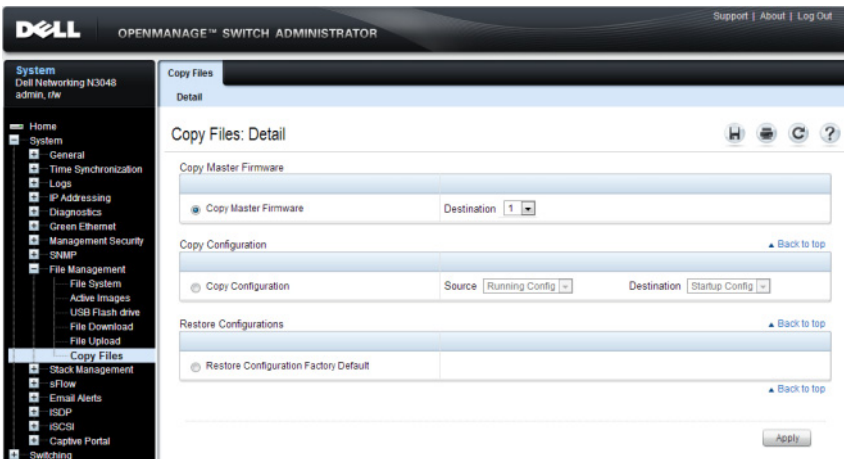 Support | About | Log Out
DELL
OPENMANAGE™ SWITCH ADMINISTRATOR
System
Dell Networking N3048
admin, r/w
Home
System
General
Time Synchronization
Logs
IP Addressing
Diagnostics
Green Ethernet
Management Security
SNMP
File Management
File System
Active Images
USB Flash drive
File Download
File Upload
Copy Files
Stack Management
sFlow
Email Alerts
ISDP
iSCSI
Captive Portal
Switching
Copy Files
Detail
Copy Files: Detail
?
Copy Master Firmware
Copy Master Firmware Destination 1
Copy Configuration Back to top
Copy Configuration Source Running Config Destination Startup Config
Restore Configurations Back to top
Restore Configuration Factory Default
Back to top
Apply